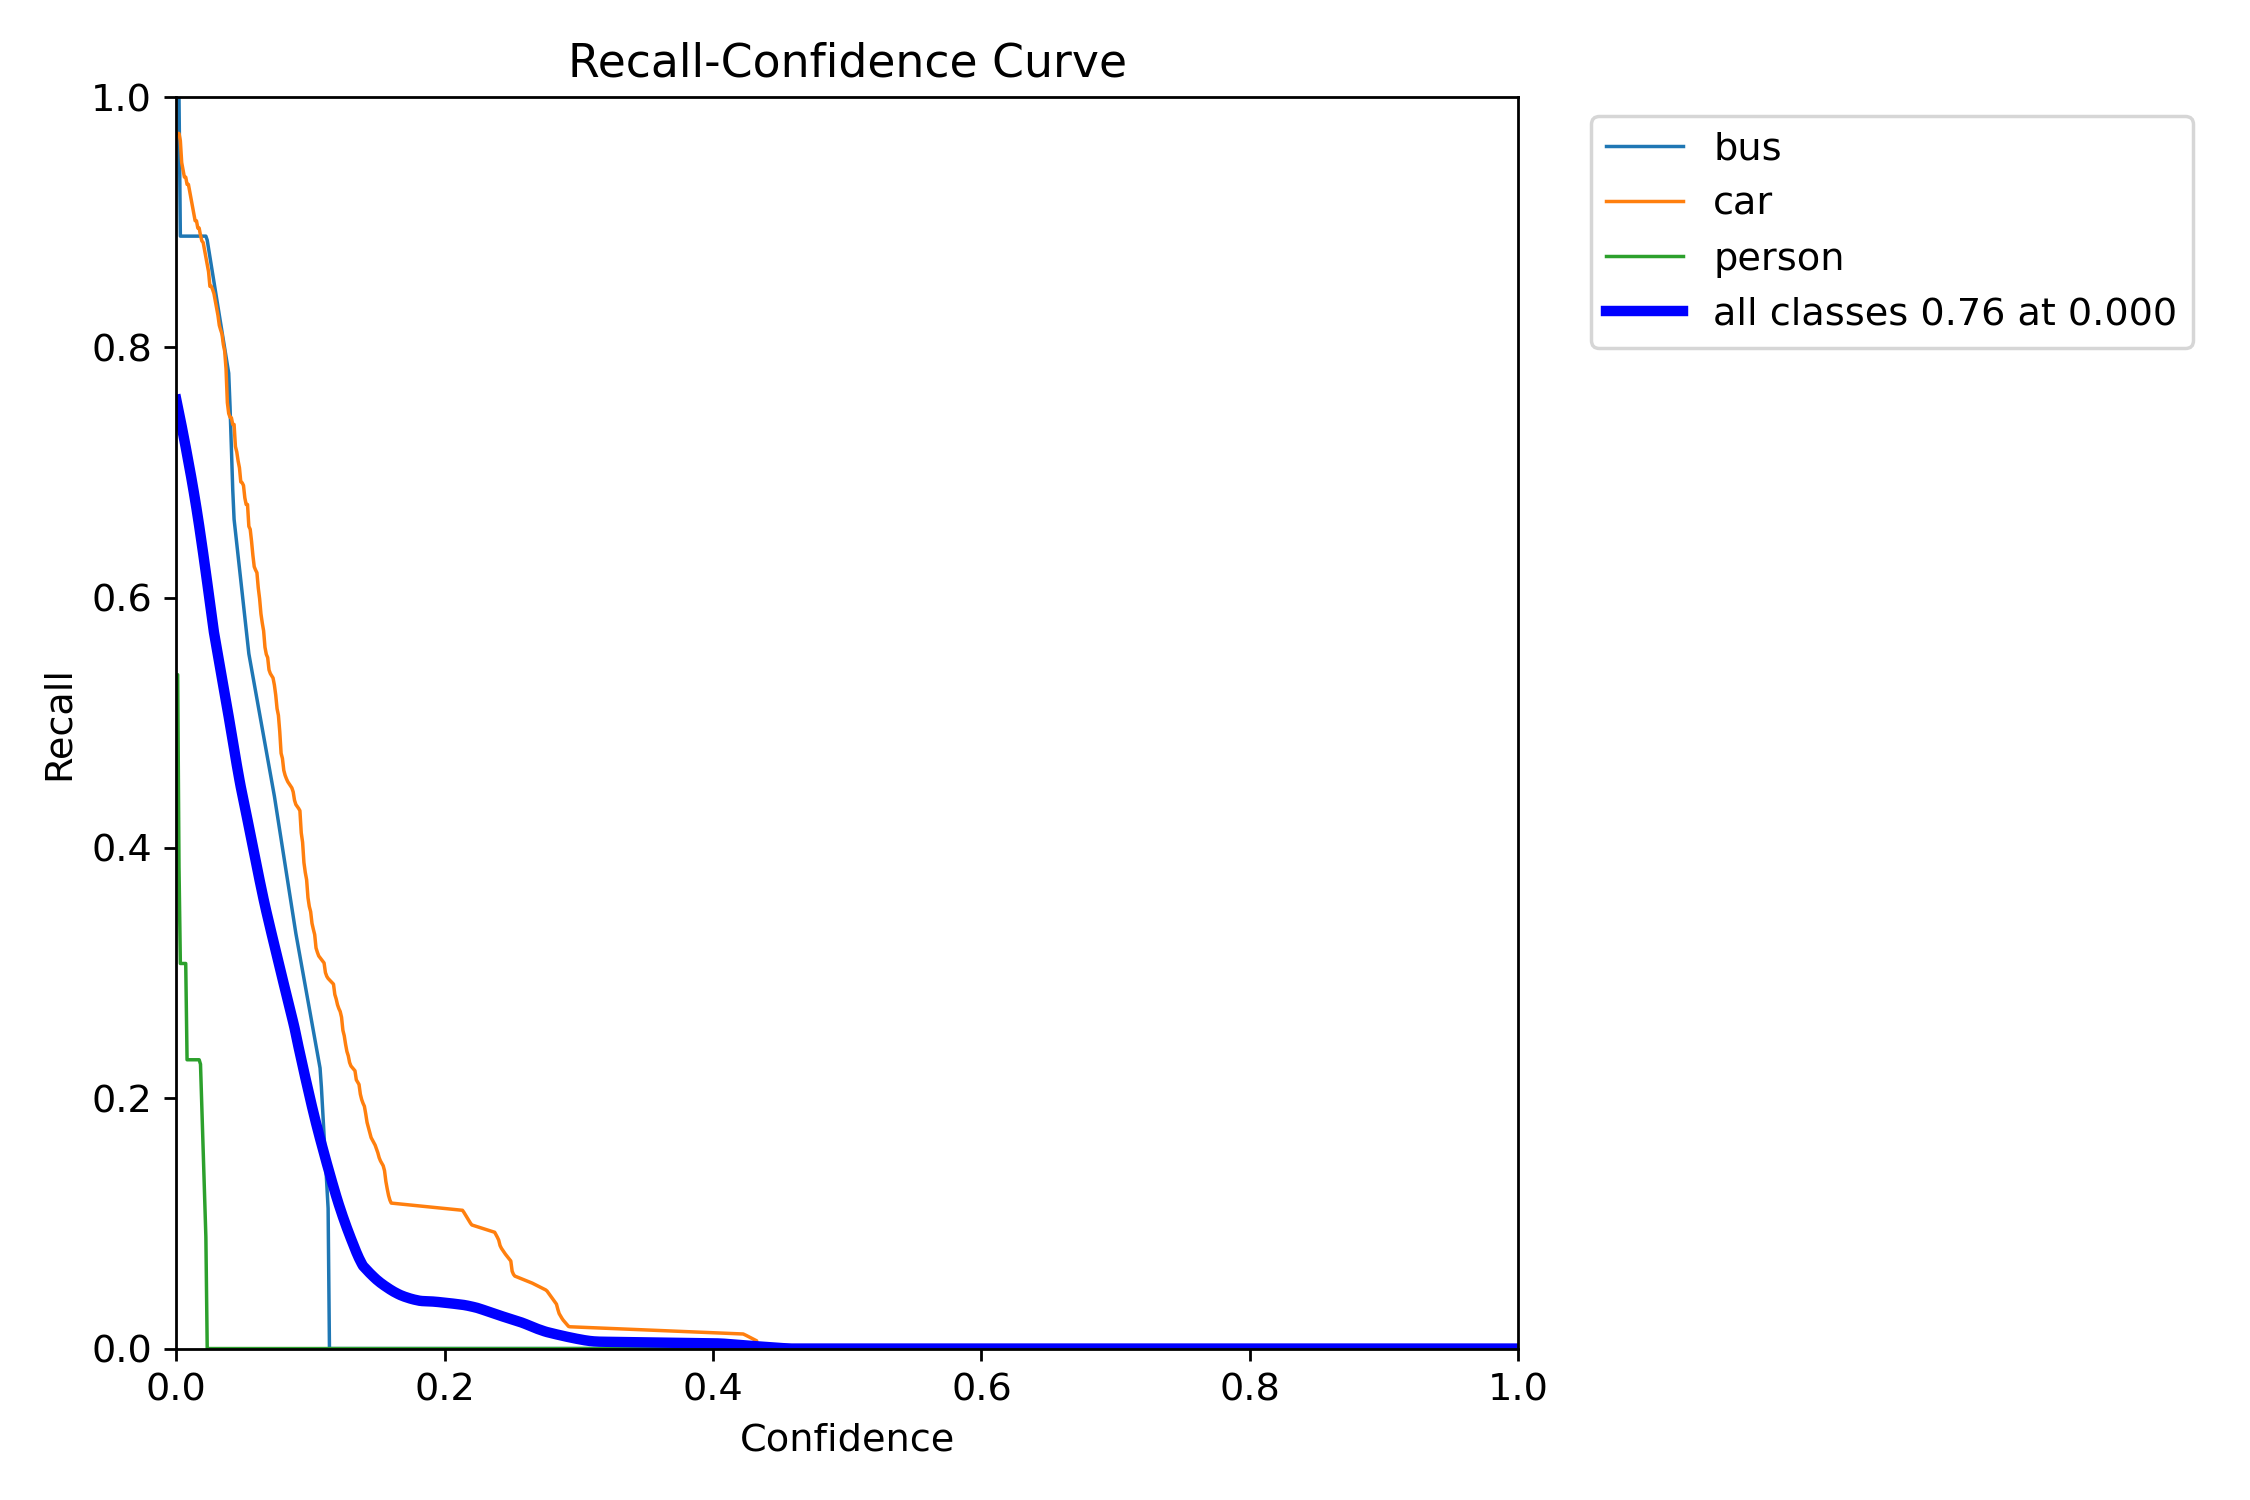 Recall-Confidence Curve
1.0
0.8
0.6
0.4
0.2
0.0
Recall
0.0 0.2 0.4 0.6 0.8 1.0
Confidence
bus
car
person
all classes 0.76 at 0.000